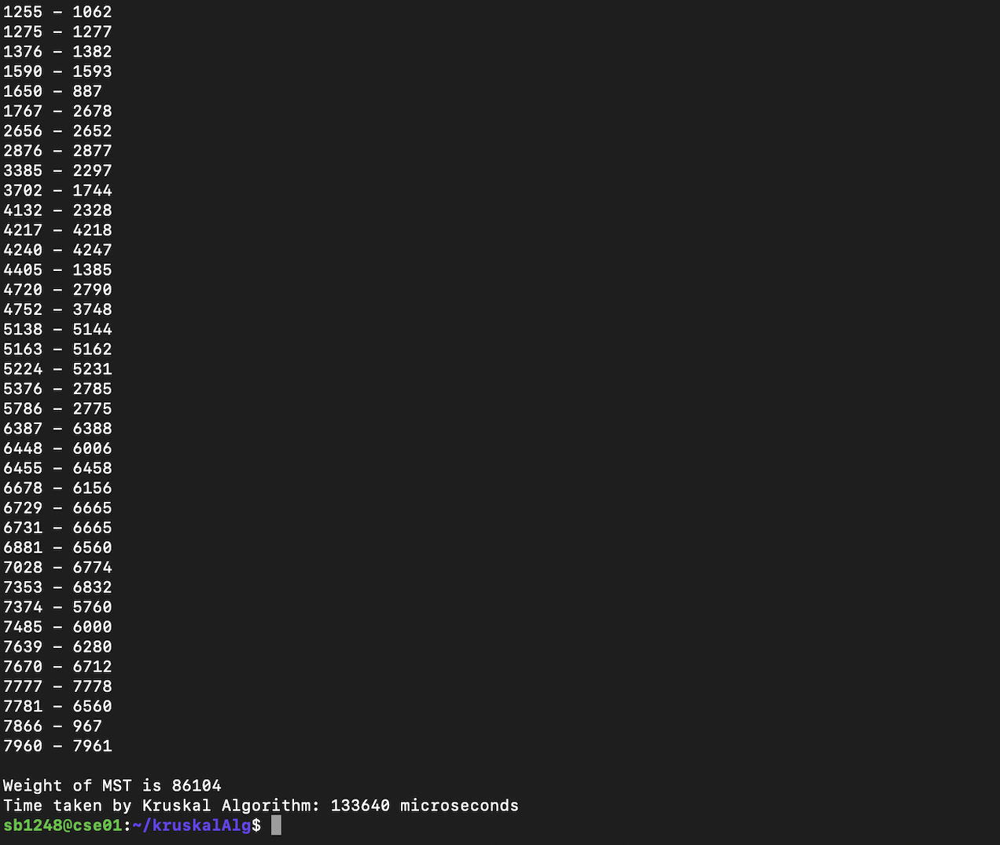 1255 - 1062
1275 - 1277
1376 - 1382
1590 - 1593
1650 - 887
1767 - 2678
2656 - 2652
2876 - 2877
3385 - 2297
3702 - 1744
4132 - 2328
4217 - 4218
4240 - 4247
4405 - 1385
4720 - 2790
4752 - 3748
5138 - 5144
5163 - 5162
5224 - 5231
5376 - 2785
5786 - 2775
6387 - 6388
6448 - 6006
6455 - 6458
6678 - 6156
6729 - 6665
6731 - 6665
6881 - 6560
7028 - 6774
7353 - 6832
7374 - 5760
7485 - 6000
7639 - 6280
7670 - 6712
7777 - 7778
7781 - 6560
7866 - 967
7960 - 7961
Weight of MST is 86104
Time taken by Kruskal Algorithm: 133640 microseconds
sb1248@cse01:~/kruskalAlg$